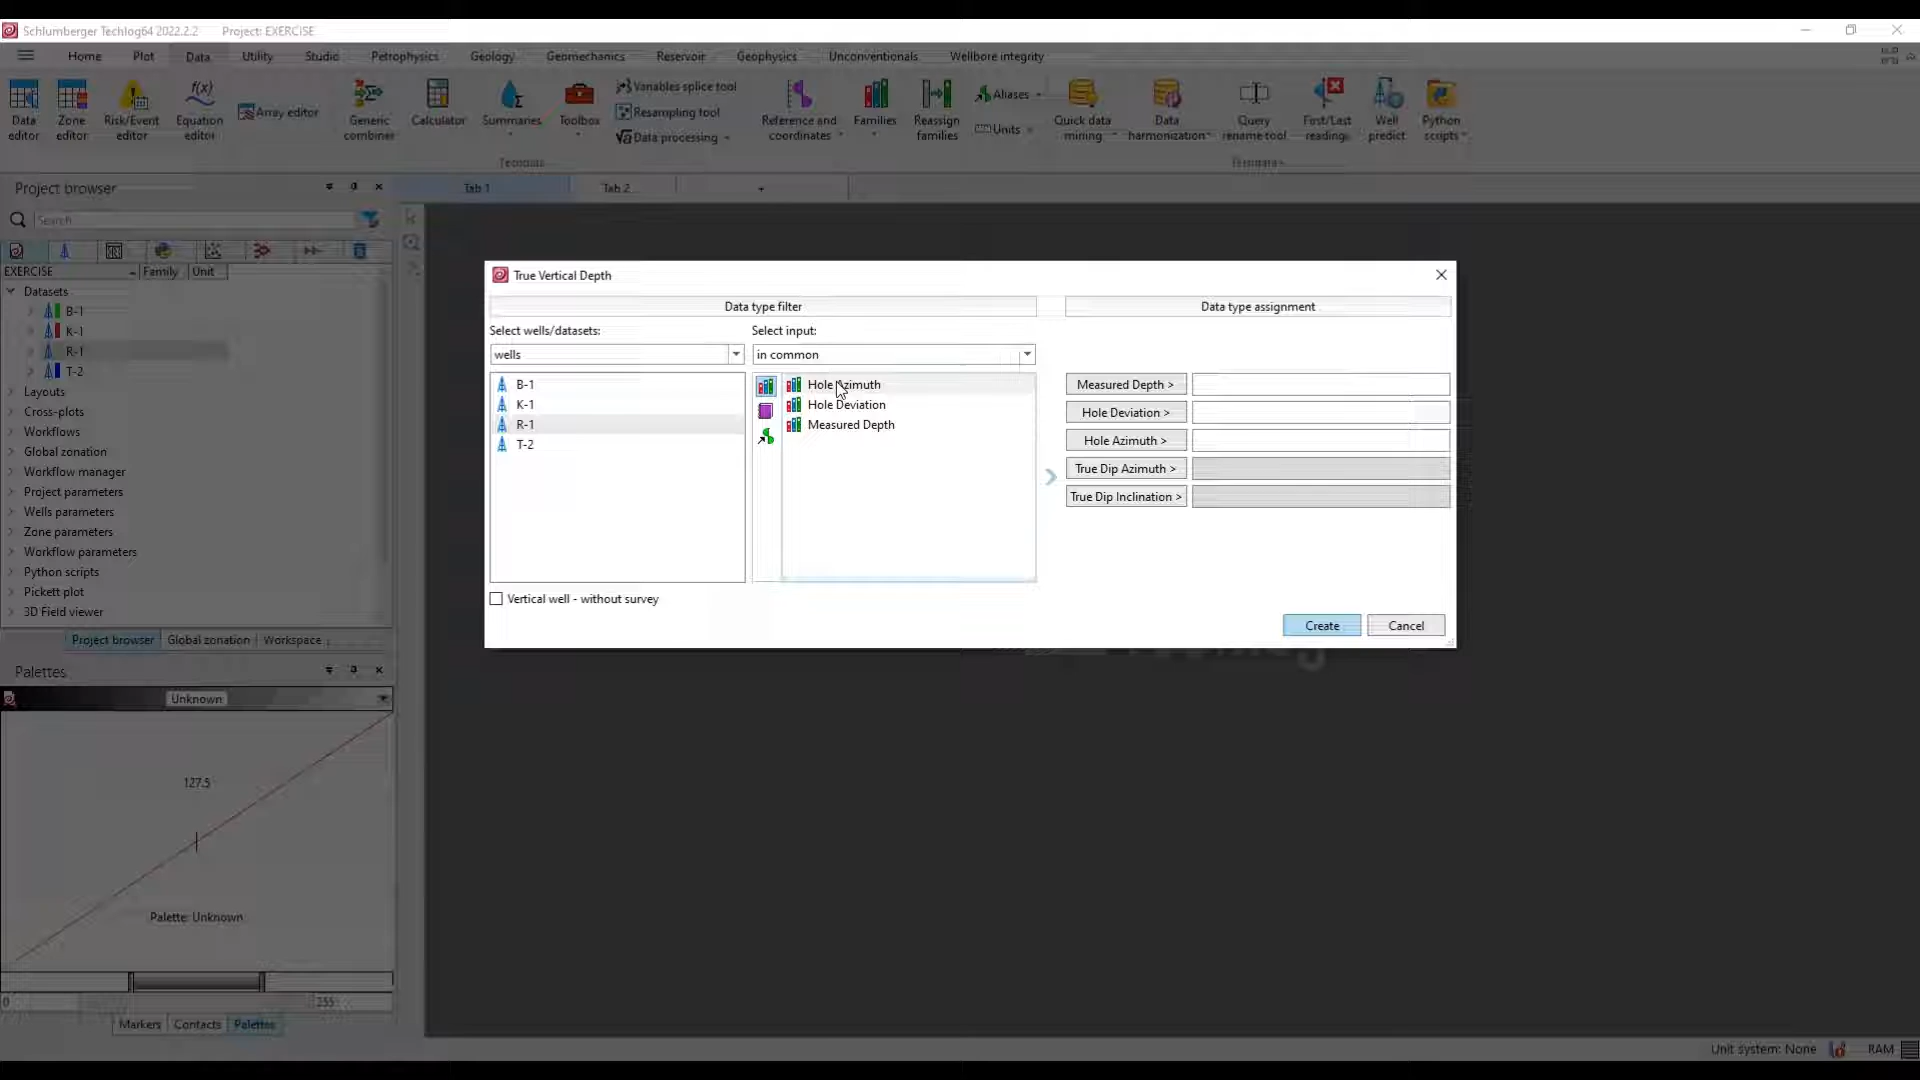 Schlumberger Techlog64 2022.2.2 Project: EXERCISE
Home Plot Data Utility Studio Petrophysics Geology Geomechanics Reservoir Geophysics Unconventionals Wellbore integrity
Data editor
Zone editor
Risk/Event editor
Equation editor
Array editor
Generic combiner
Calculator
Summaries
Toolbox
Variables splice tool
Resampling tool
Data processing
Reference and coordinates
Families
Reassign families
Aliases
Units
Quick data mining
Data harmonization
Query rename tool
First/Last readings
Well predict
Python scripts
Project browser
Tab 1 Tab 2 +
Search
EXERCISE Family Unit
Datasets
B-1
K-1
R-1
T-2
Layouts
Cross-plots
Workflows
Global zonation
Workflow manager
Project parameters
Wells parameters
Zone parameters
Workflow parameters
Python scripts
Pickett plot
3D Field viewer
Project browser Global zonation Workspace
Palettes
Unknown
127.5
Palette: Unknown
0 255
Markers Contacts Palettes
True Vertical Depth
Data type filter
Data type assignment
Select wells/datasets:
Select input:
wells
in common
B-1
K-1
R-1
T-2
Hole Azimuth
Hole Deviation
Measured Depth
Measured Depth >
Hole Deviation >
Hole Azimuth >
True Dip Azimuth >
True Dip Inclination >
Vertical well - without survey
Create
Cancel
Unit system: None RAM